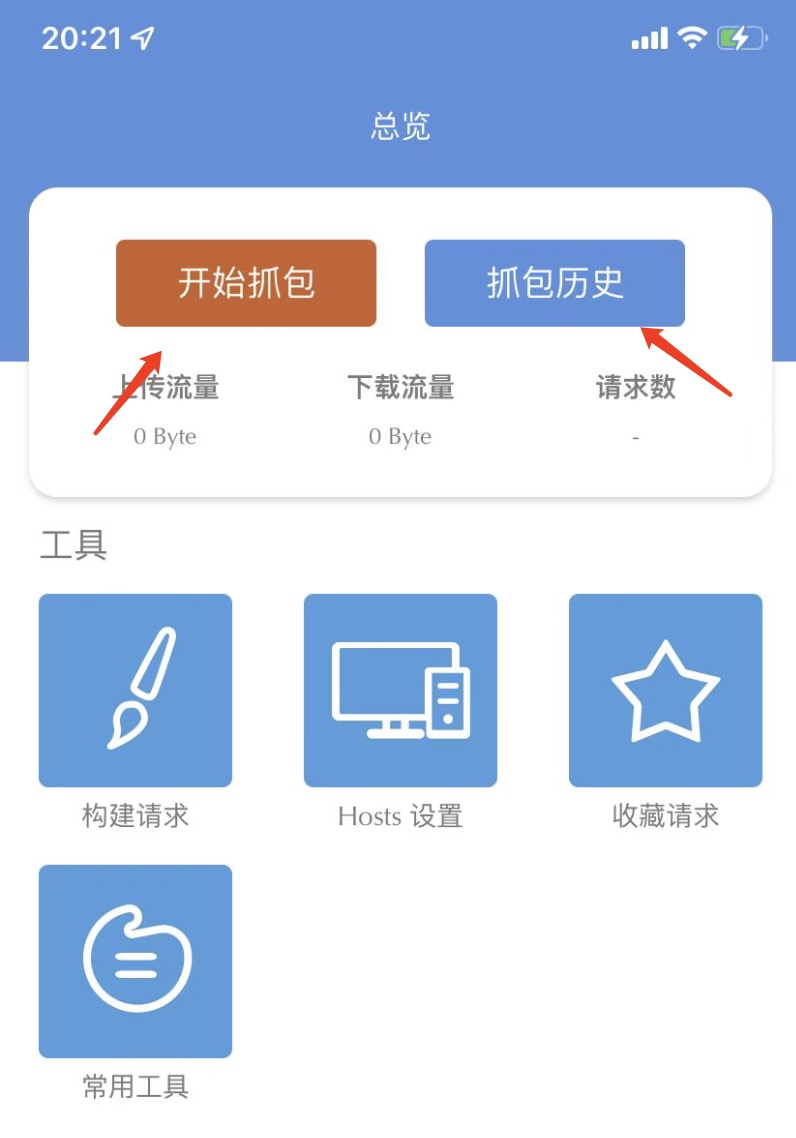 20:21
总览
开始抓包 抓包历史
上传流量 下载流量 请求数
0 Byte 0 Byte -
工具
构建请求 Hosts 设置 收藏请求
常用工具